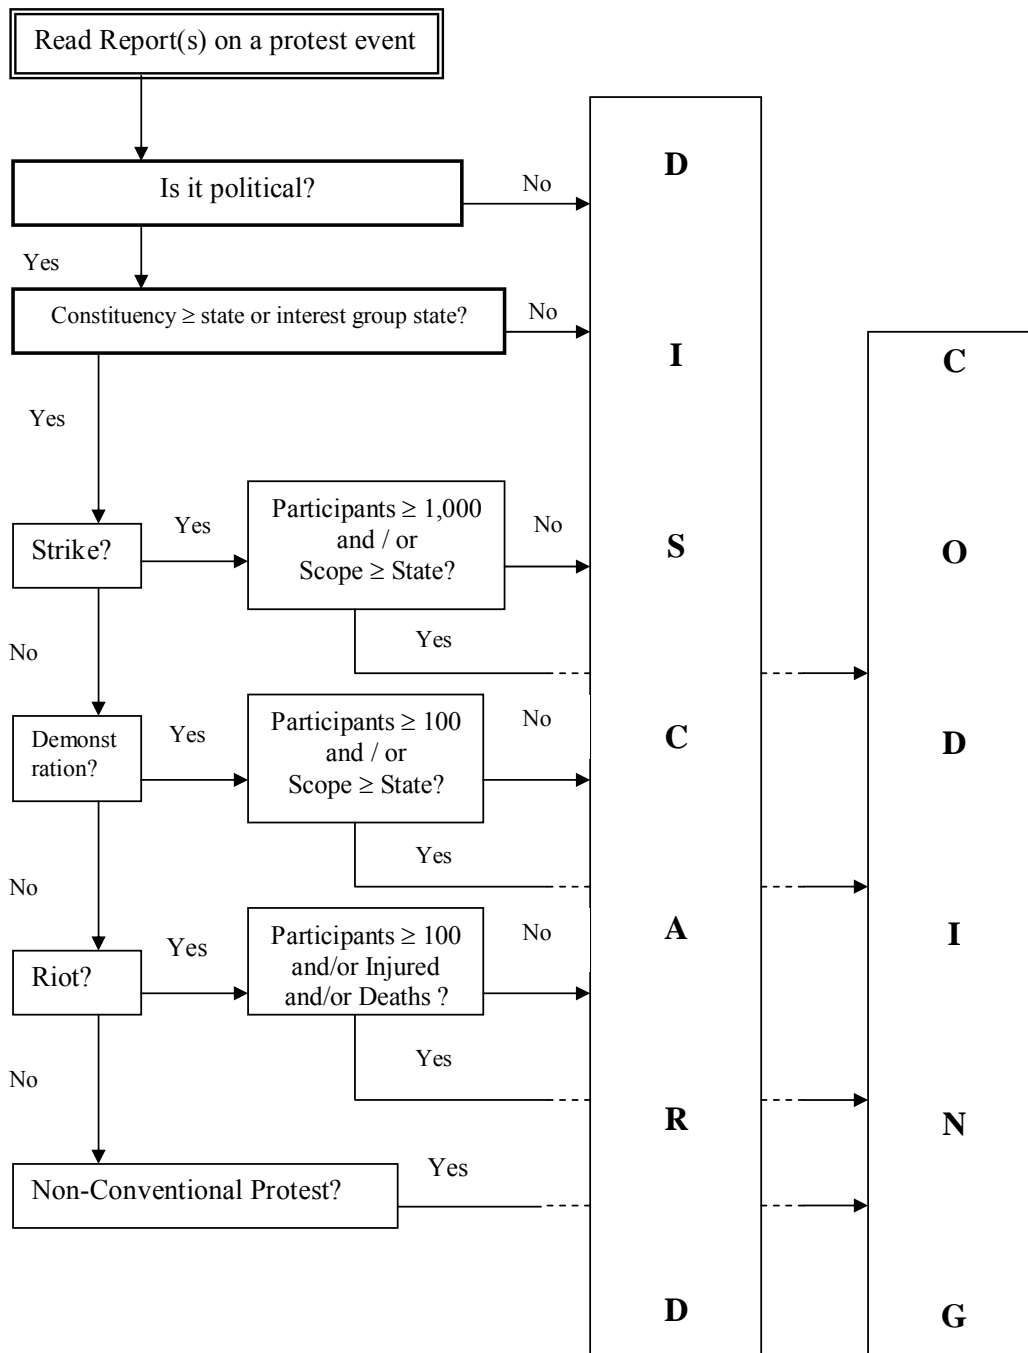 Read Report(s) on a protest event
Is it political?
No
Yes
Constituency ≥ state or interest group state?
No
Yes
Strike?
Yes
Participants ≥ 1,000
and / or
Scope ≥ State?
No
Yes
No
Demonst
ration?
Yes
Participants ≥ 100
and / or
Scope ≥ State?
No
Yes
No
Riot?
Yes
Participants ≥ 100
and/or Injured
and/or Deaths ?
No
Yes
No
Non-Conventional Protest?
Yes
D
I
S
C
A
R
D
C
O
D
I
N
G